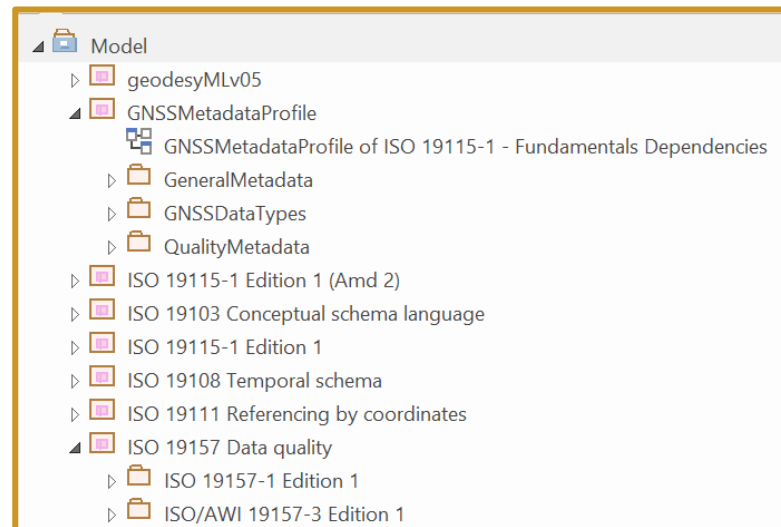 Model
geodesyMLv05
GNSSMetadataProfile
GNSSMetadataProfile of ISO 19115-1 - Fundamentals Dependencies
GeneralMetadata
GNSSDataTypes
QualityMetadata
ISO 19115-1 Edition 1 (Amd 2)
ISO 19103 Conceptual schema language
ISO 19115-1 Edition 1
ISO 19108 Temporal schema
ISO 19111 Referencing by coordinates
ISO 19157 Data quality
ISO 19157-1 Edition 1
ISO/AWI 19157-3 Edition 1